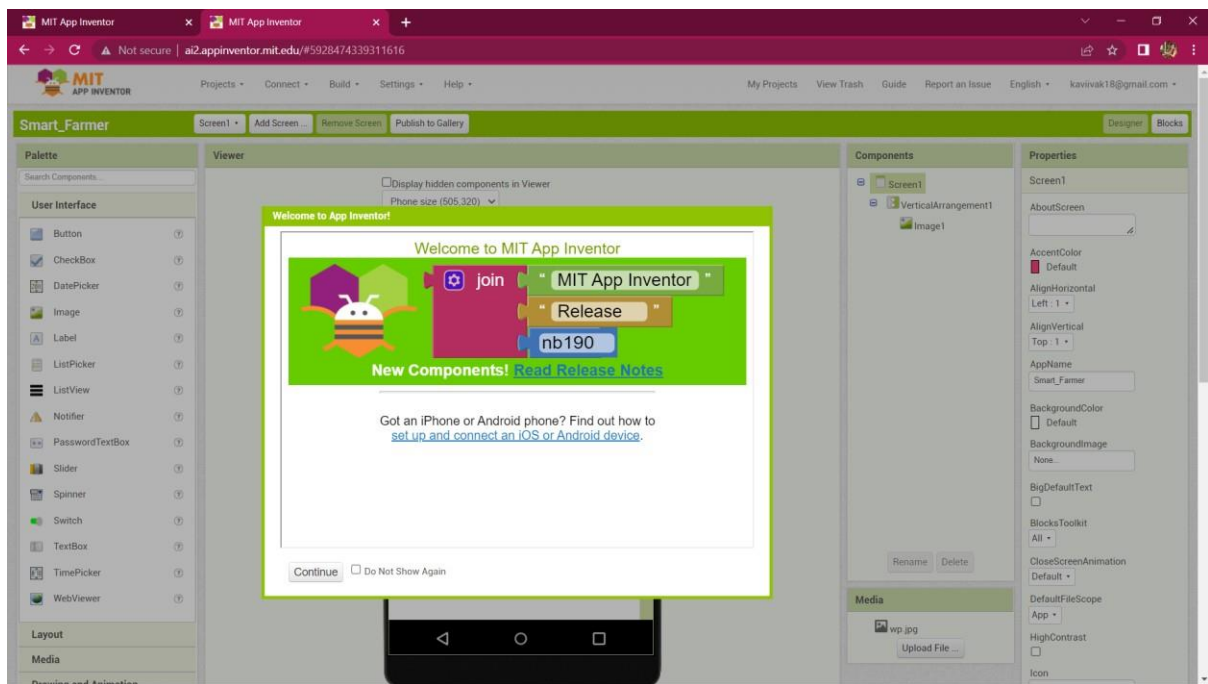 MIT App Inventor
MIT App Inventor
Not secure | ai2.appinventor.mit.edu/#5928474339311616
MIT
APP INVENTOR
Projects Connect Build Settings Help
My Projects View Trash Guide Report an Issue English kaviivak18@gmail.com
Smart_Farmer
Screen1 Add Screen ... Remove Screen Publish to Gallery
Designer Blocks
Palette
Search Components...
User Interface
Button
CheckBox
DatePicker
Image
Label
ListPicker
ListView
Notifier
PasswordTextBox
Slider
Spinner
Switch
TextBox
TimePicker
WebViewer
Layout
Media
Drawing and Animation
Viewer
Display hidden components in Viewer
Phone size (505,320)
Welcome to App Inventor!
Welcome to MIT App Inventor
join " MIT App Inventor "
" Release "
nb190
New Components! Read Release Notes
Got an iPhone or Android phone? Find out how to
set up and connect an iOS or Android device.
Continue Do Not Show Again
Components
Screen1
VerticalArrangement1
Image1
Rename Delete
Media
wp.jpg
Upload File ...
Properties
Screen1
AboutScreen
AccentColor
Default
AlignHorizontal
Left : 1
AlignVertical
Top : 1
AppName
Smart_Farmer
BackgroundColor
Default
BackgroundImage
None...
BigDefaultText
BlocksToolkit
All
CloseScreenAnimation
Default
DefaultFileScope
App
HighContrast
Icon